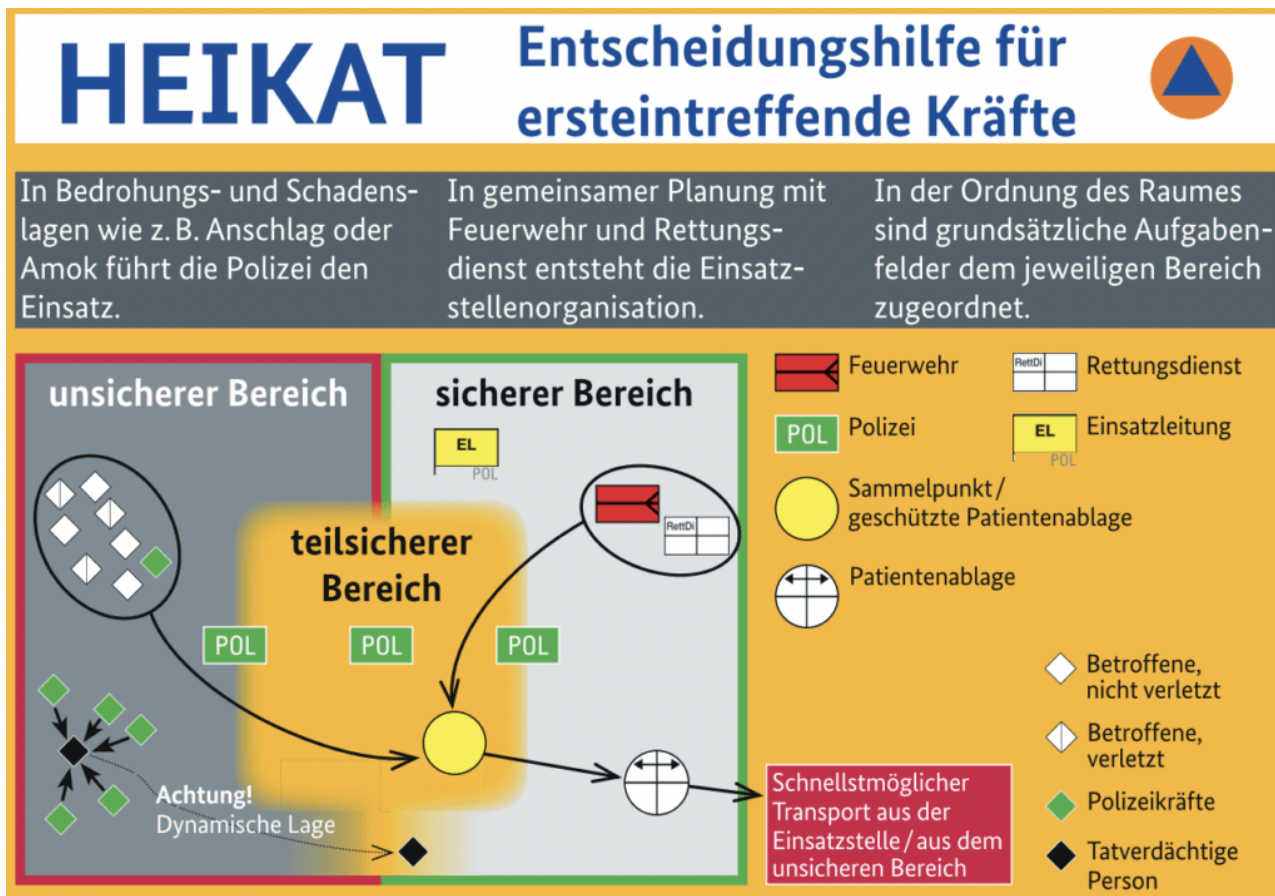 HEIKAT
Entscheidungshilfe für
ersteintreffende Kräfte
In Bedrohungs- und Schadens-
lagen wie z. B. Anschlag oder
Amok führt die Polizei den
Einsatz.
In gemeinsamer Planung mit
Feuerwehr und Rettungs-
dienst entsteht die Einsatz-
stellenorganisation.
In der Ordnung des Raumes
sind grundsätzliche Aufgaben-
felder dem jeweiligen Bereich
zugeordnet.
unsicherer Bereich
sicherer Bereich
EL
POL
RettDi
teilsicherer
Bereich
POL
POL
POL
Achtung!
Dynamische Lage
Schnellstmöglicher
Transport aus der
Einsatzstelle / aus dem
unsicheren Bereich
Feuerwehr
RettDi
Rettungsdienst
POL
Polizei
EL
POL
Einsatzleitung
Sammelpunkt /
geschützte Patientenablage
Patientenablage
Betroffene,
nicht verletzt
Betroffene,
verletzt
Polizeikräfte
Tatverdächtige
Person